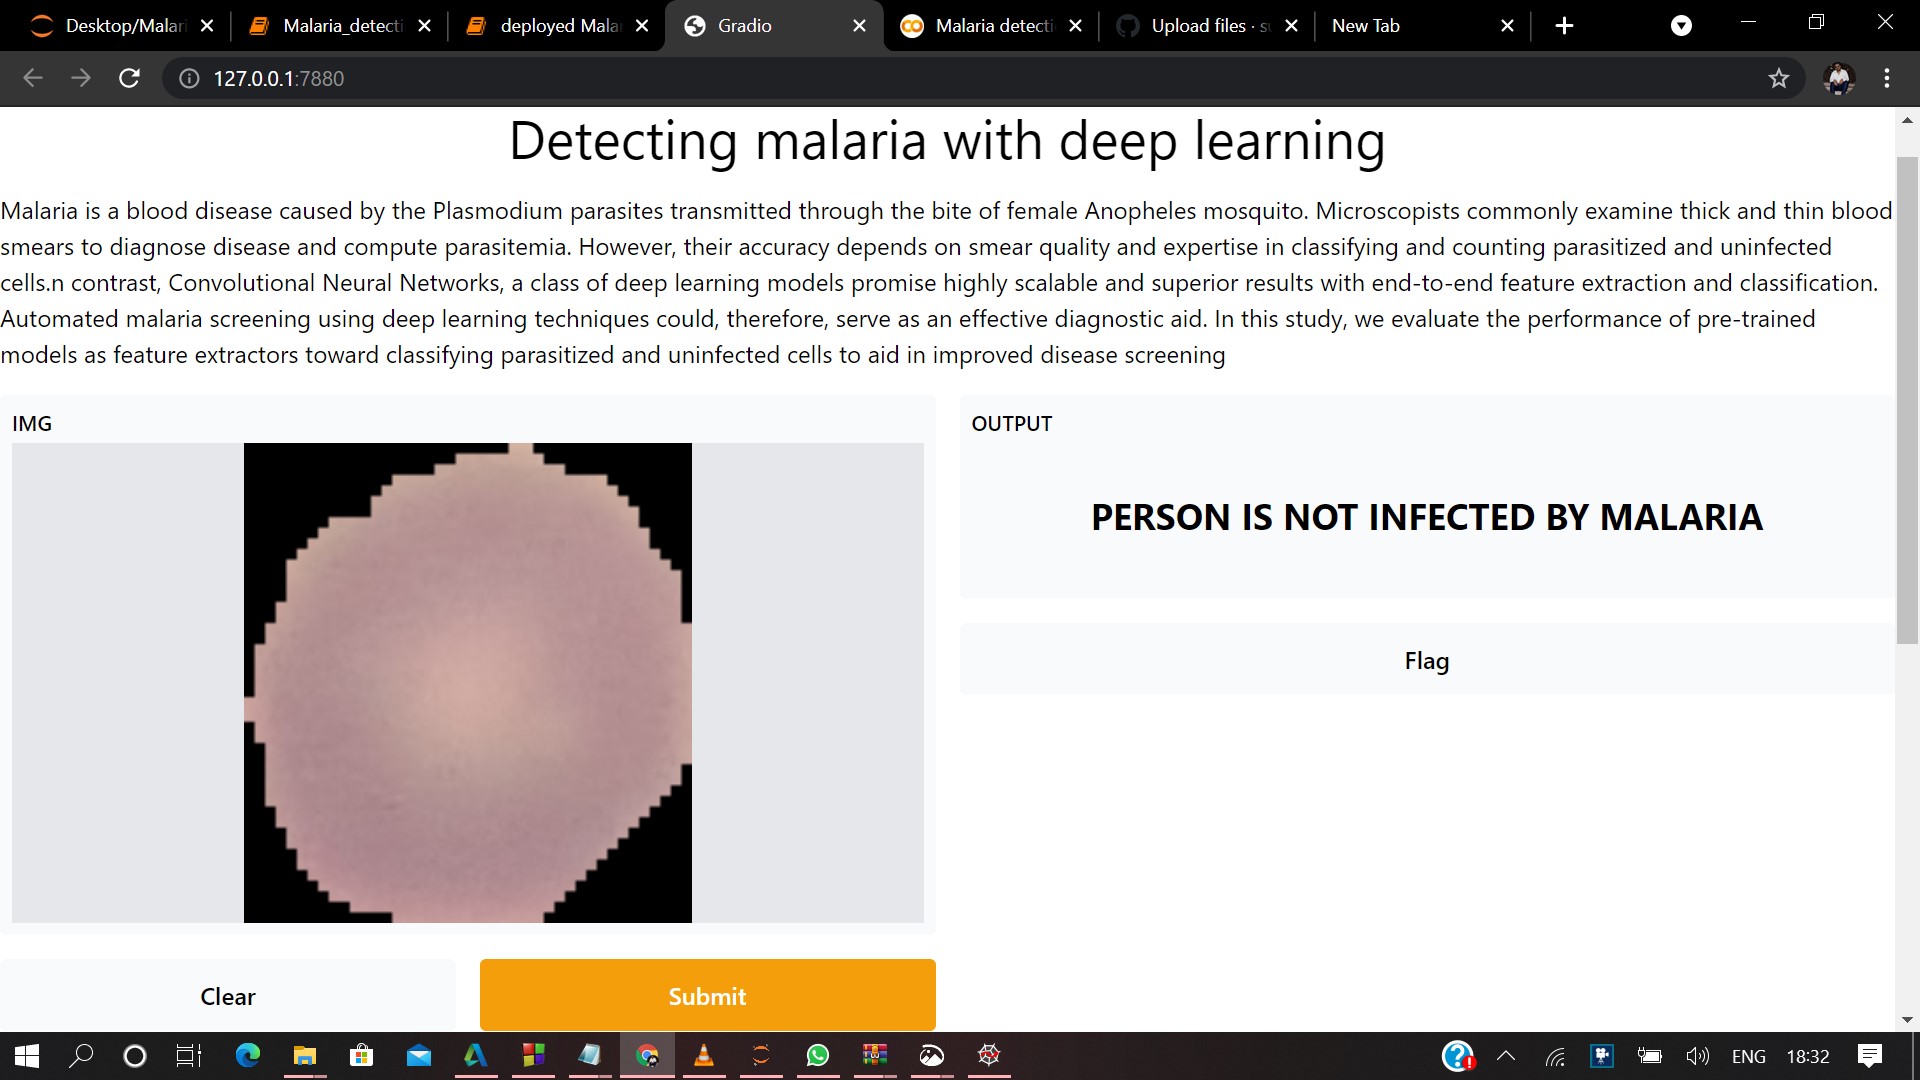 Desktop/Malari
Malaria_detecti
deployed Malar
Gradio
Malaria detecti
Upload files · su
New Tab
127.0.0.1:7880
Detecting malaria with deep learning
Malaria is a blood disease caused by the Plasmodium parasites transmitted through the bite of female Anopheles mosquito. Microscopists commonly examine thick and thin blood
smears to diagnose disease and compute parasitemia. However, their accuracy depends on smear quality and expertise in classifying and counting parasitized and uninfected
cells.n contrast, Convolutional Neural Networks, a class of deep learning models promise highly scalable and superior results with end-to-end feature extraction and classification.
Automated malaria screening using deep learning techniques could, therefore, serve as an effective diagnostic aid. In this study, we evaluate the performance of pre-trained
models as feature extractors toward classifying parasitized and uninfected cells to aid in improved disease screening
IMG
OUTPUT
PERSON IS NOT INFECTED BY MALARIA
Flag
Clear
Submit
ENG
18:32